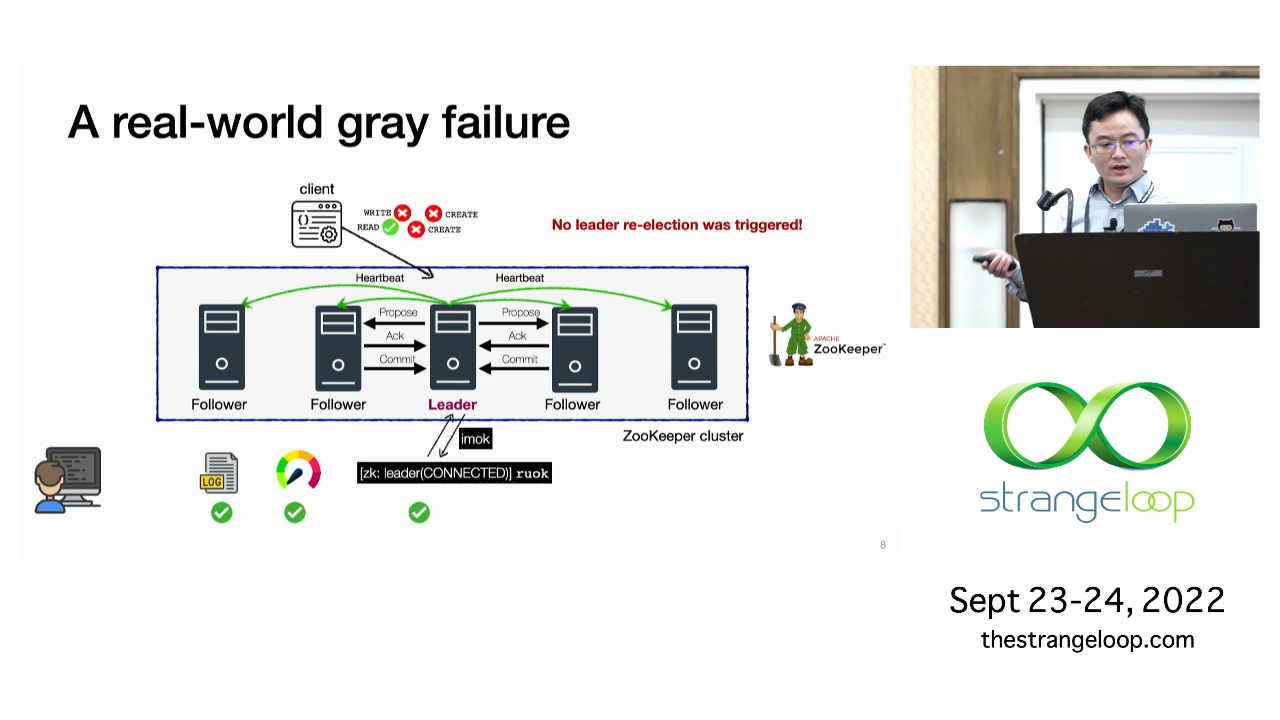 A real-world gray failure
client
WRITE
CREATE
READ
CREATE
No leader re-election was triggered!
Heartbeat
Heartbeat
Propose
Propose
Ack
Ack
Commit
Commit
APACHE
ZooKeeper™
Follower
Follower
Leader
Follower
Follower
imok
ZooKeeper cluster
[zk: leader(CONNECTED)] ruok
LOG
8
strangeloop
Sept 23-24, 2022
thestrangeloop.com